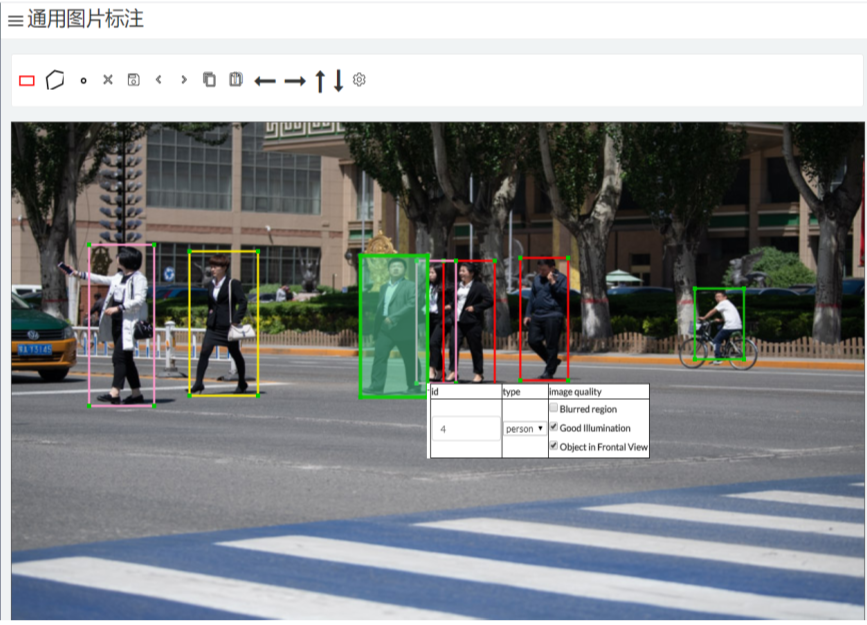 通用图片标注
id type image quality
Blurred region
4 person Good Illumination
Object in Frontal View